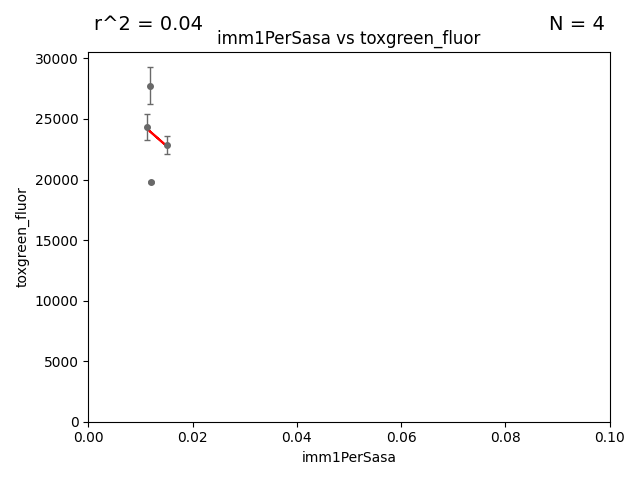 r^2 = 0.04
N = 4
imm1PerSasa vs toxgreen_fluor
30000
25000
20000
15000
10000
5000
0
toxgreen_fluor
0.00
0.02
0.04
0.06
0.08
0.10
imm1PerSasa